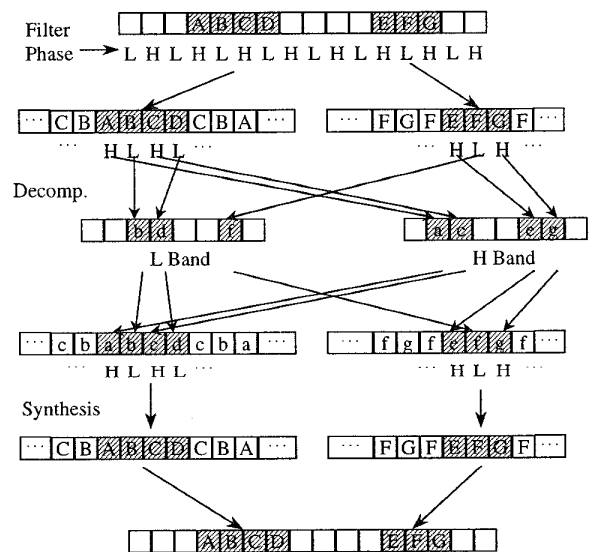 A B C D E F G
Filter
Phase
L H L H L H L H L H L H L H L H
··· C B A B C D C B A ···
··· F G F E F G F ···
··· H L H L ···
··· H L H
Decomp.
b d f
a c e g
L Band
H Band
··· c b a b c d c b a ···
··· f g f e f g f ···
··· H L H L ···
··· H L H
Synthesis
··· C B A B C D C B A ···
··· F G F E F G F ···
A B C D E F G